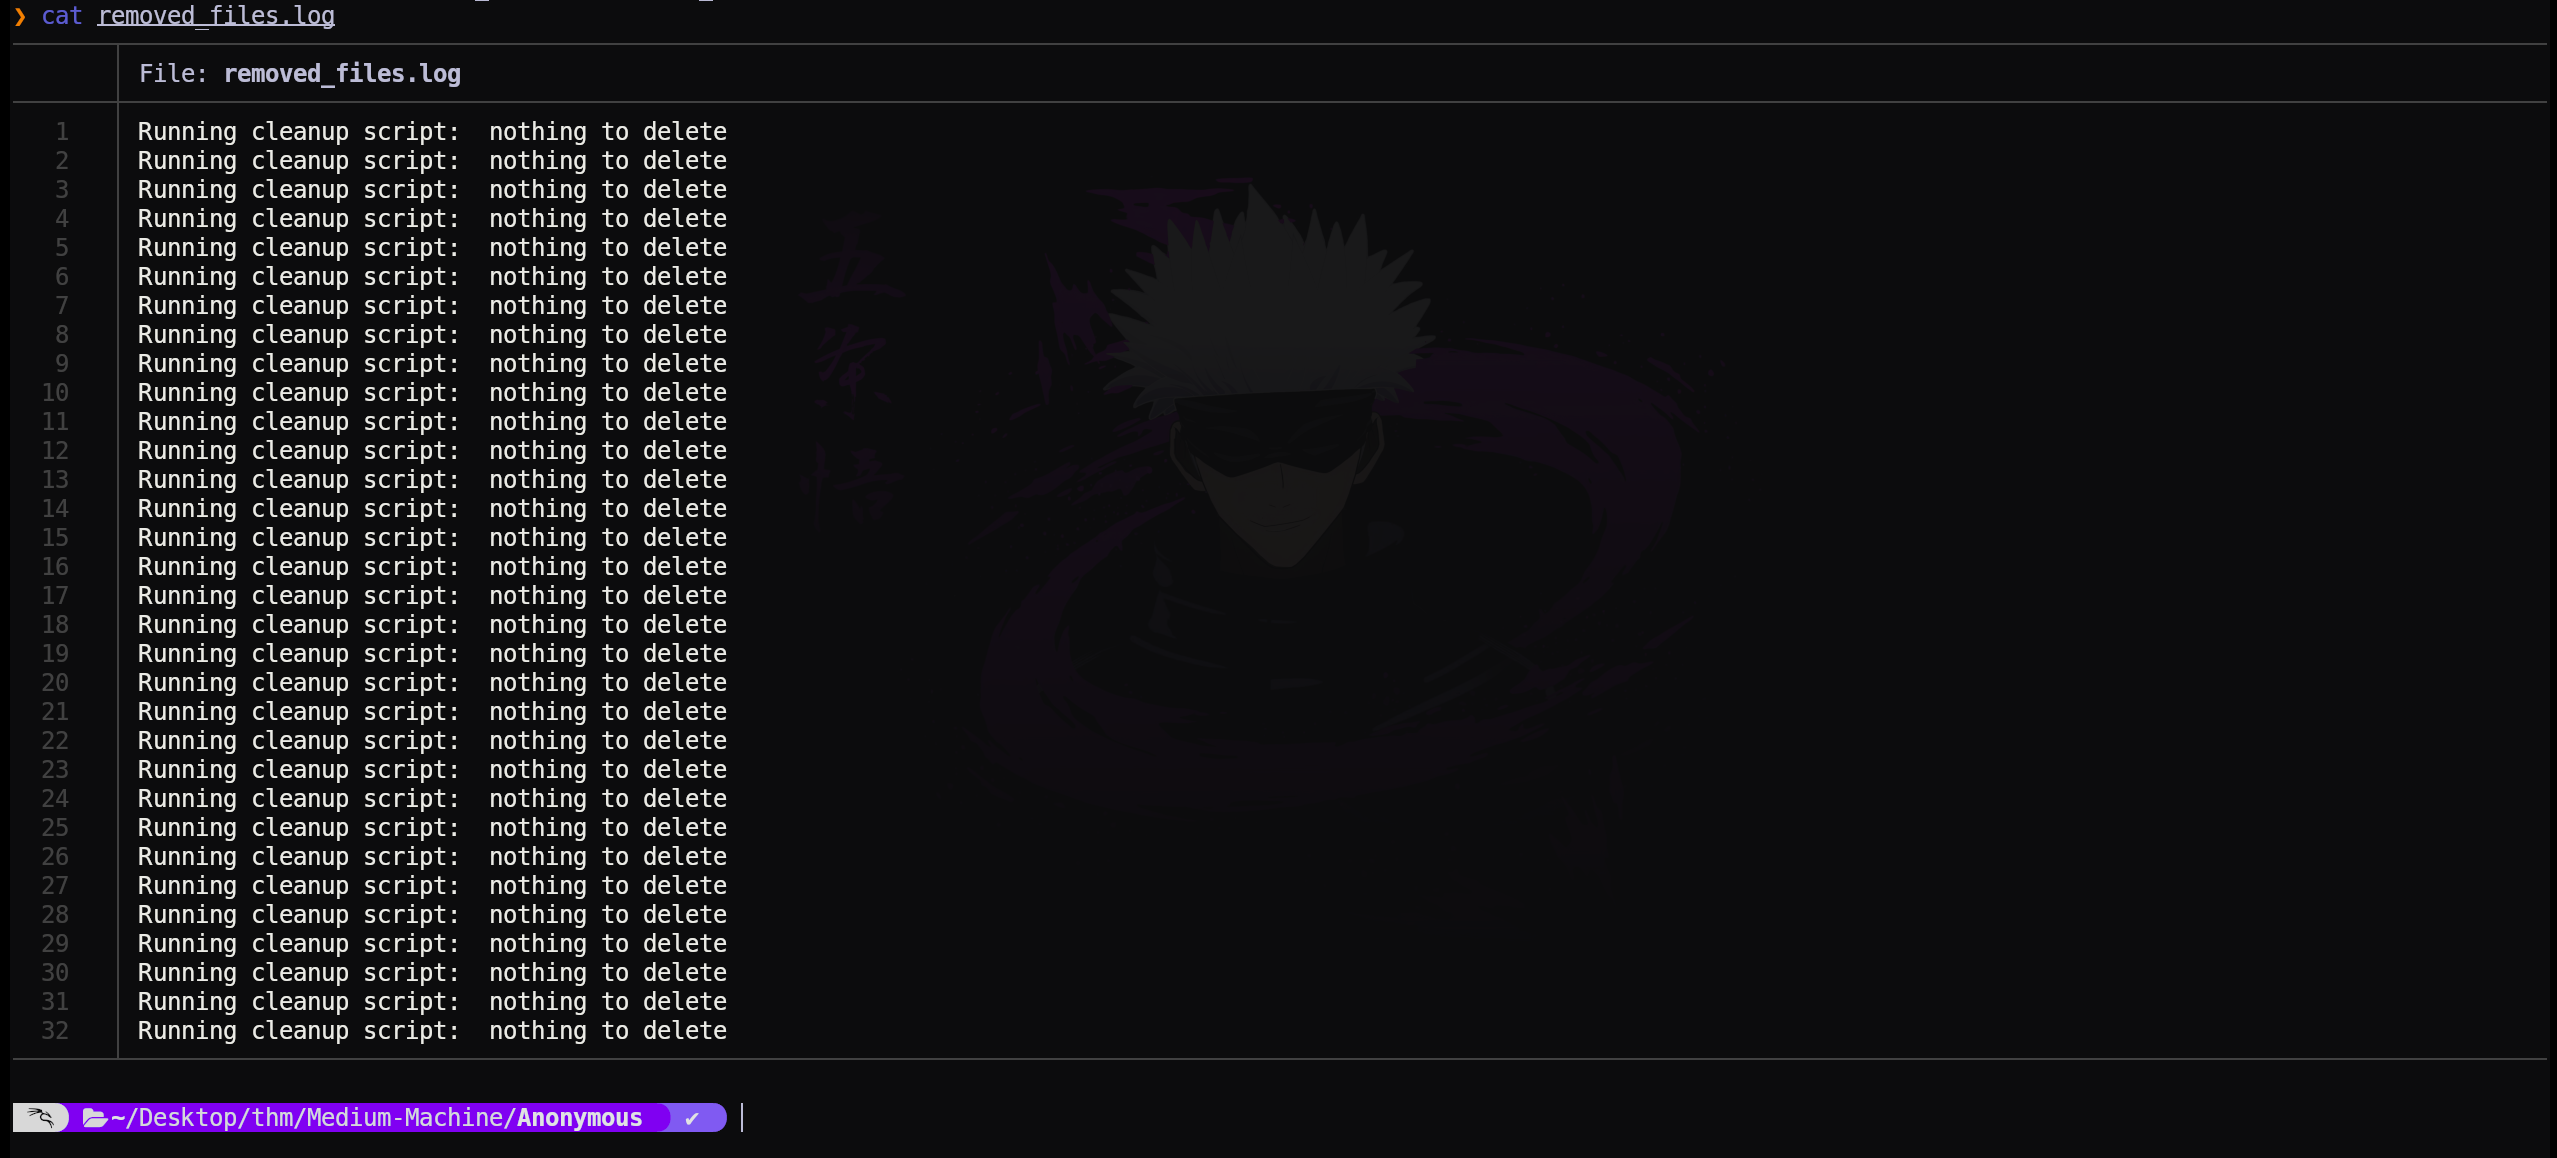 ❯ cat removed_files.log
File: removed_files.log
1 Running cleanup script:  nothing to delete
2 Running cleanup script:  nothing to delete
3 Running cleanup script:  nothing to delete
4 Running cleanup script:  nothing to delete
5 Running cleanup script:  nothing to delete
6 Running cleanup script:  nothing to delete
7 Running cleanup script:  nothing to delete
8 Running cleanup script:  nothing to delete
9 Running cleanup script:  nothing to delete
10 Running cleanup script:  nothing to delete
11 Running cleanup script:  nothing to delete
12 Running cleanup script:  nothing to delete
13 Running cleanup script:  nothing to delete
14 Running cleanup script:  nothing to delete
15 Running cleanup script:  nothing to delete
16 Running cleanup script:  nothing to delete
17 Running cleanup script:  nothing to delete
18 Running cleanup script:  nothing to delete
19 Running cleanup script:  nothing to delete
20 Running cleanup script:  nothing to delete
21 Running cleanup script:  nothing to delete
22 Running cleanup script:  nothing to delete
23 Running cleanup script:  nothing to delete
24 Running cleanup script:  nothing to delete
25 Running cleanup script:  nothing to delete
26 Running cleanup script:  nothing to delete
27 Running cleanup script:  nothing to delete
28 Running cleanup script:  nothing to delete
29 Running cleanup script:  nothing to delete
30 Running cleanup script:  nothing to delete
31 Running cleanup script:  nothing to delete
32 Running cleanup script:  nothing to delete
五
条
悟
~/Desktop/thm/Medium-Machine/Anonymous ✔